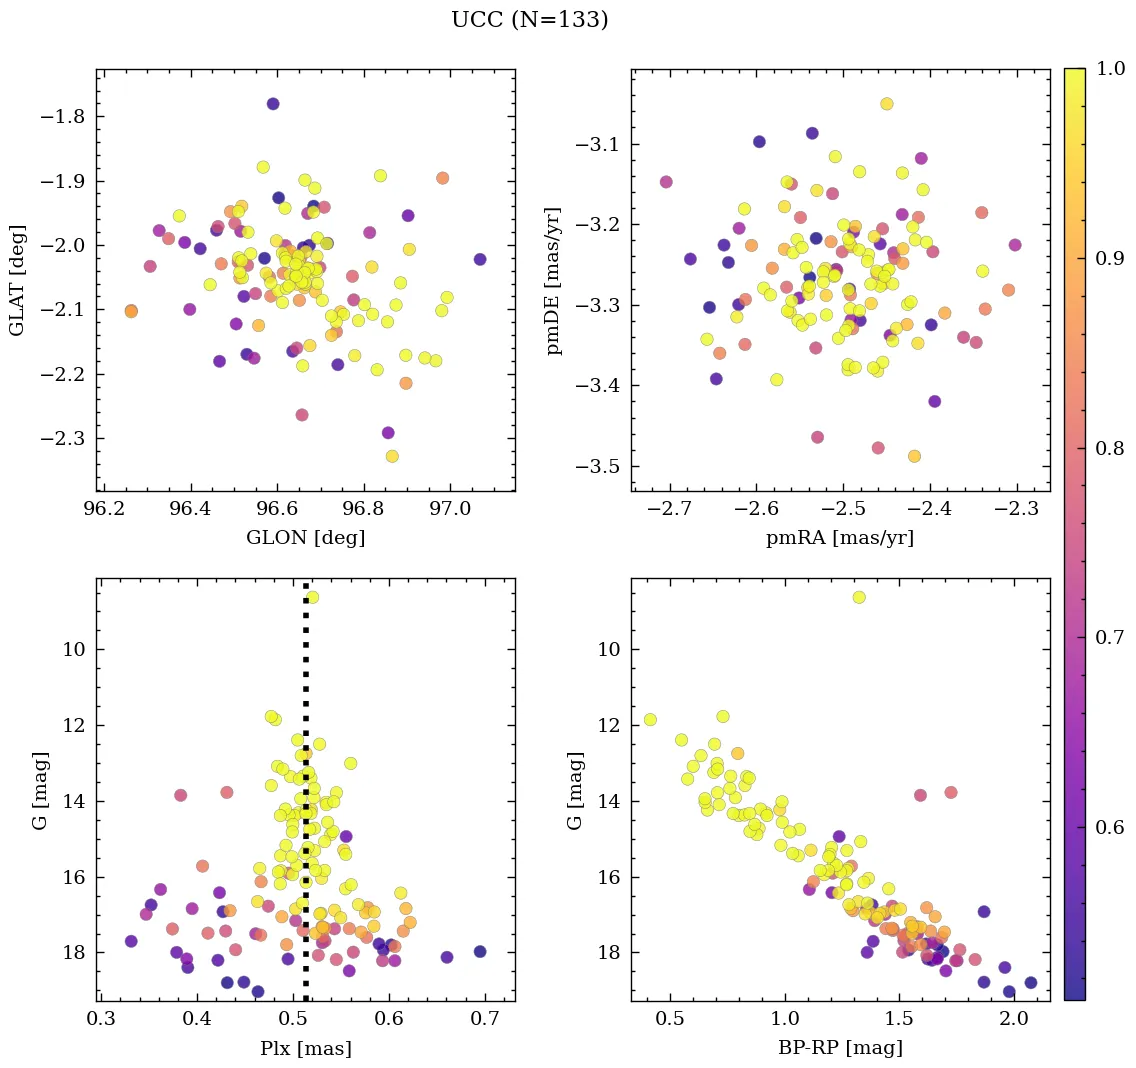 UCC (N=133)
−1.8
−1.9
−2.0
−2.1
−2.2
−2.3
GLAT [deg]
96.2 96.4 96.6 96.8 97.0
GLON [deg]
−3.1
−3.2
−3.3
−3.4
−3.5
pmDE [mas/yr]
−2.7 −2.6 −2.5 −2.4 −2.3
pmRA [mas/yr]
10
12
14
16
18
G [mag]
0.3 0.4 0.5 0.6 0.7
Plx [mas]
10
12
14
16
18
G [mag]
0.5 1.0 1.5 2.0
BP-RP [mag]
1.0
0.9
0.8
0.7
0.6